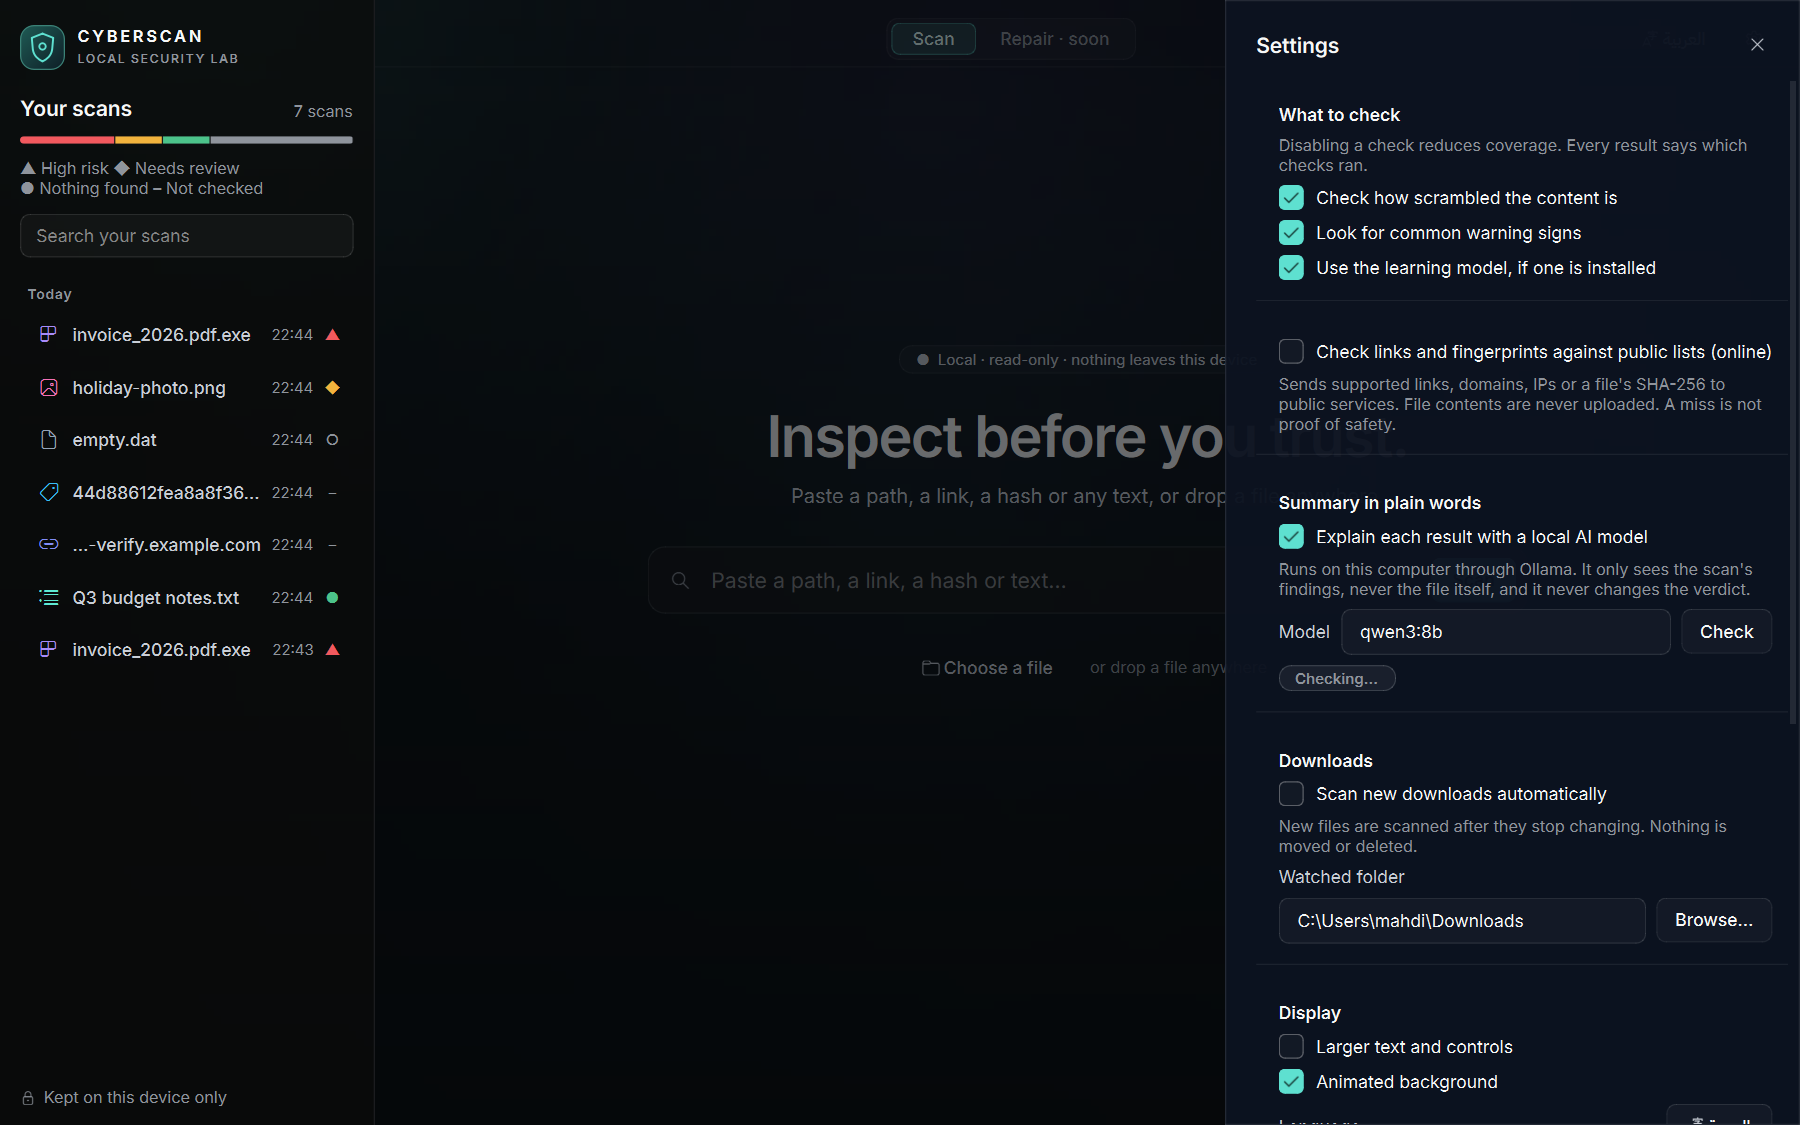 CYBERSCAN
LOCAL SECURITY LAB
Your scans
7 scans
High risk
Needs review
Nothing found – Not checked
Search your scans
Today
invoice_2026.pdf.exe 22:44
holiday-photo.png 22:44
empty.dat 22:44
44d88612fea8a8f36... 22:44 –
...-verify.example.com 22:44 –
Q3 budget notes.txt 22:44
invoice_2026.pdf.exe 22:43
Kept on this device only
Scan
Repair · soon
Local · read-only · nothing leaves this
Inspect before you trust.
Paste a path, a link, a hash or any text, or drop
Paste a path, a link, a hash or text...
Choose a file
or drop a file
Settings
What to check
Disabling a check reduces coverage. Every result says which
checks ran.
Check how scrambled the content is
Look for common warning signs
Use the learning model, if one is installed
Check links and fingerprints against public lists (online)
Sends supported links, domains, IPs or a file's SHA-256 to
public services. File contents are never uploaded. A miss is not
proof of safety.
Summary in plain words
Explain each result with a local AI model
Runs on this computer through Ollama. It only sees the scan's
findings, never the file itself, and it never changes the verdict.
Model
qwen3:8b
Check
Checking...
Downloads
Scan new downloads automatically
New files are scanned after they stop changing. Nothing is
moved or deleted.
Watched folder
C:\Users\mahdi\Downloads
Browse...
Display
Larger text and controls
Animated background